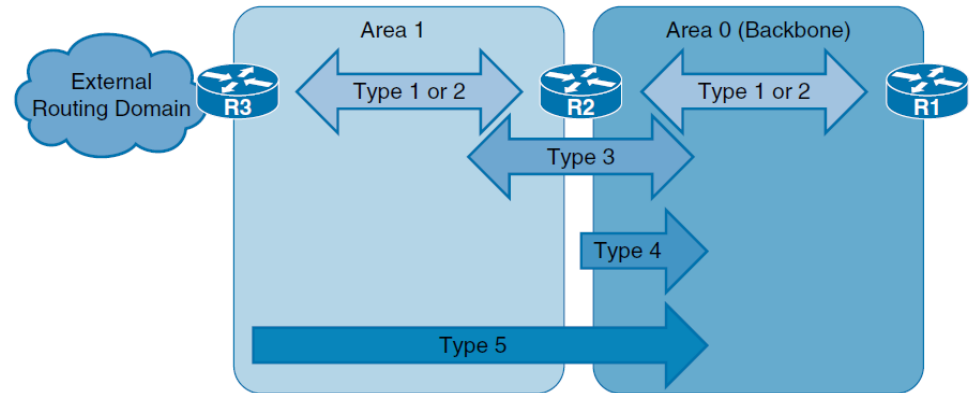 Area 1
Area 0 (Backbone)
External
Routing Domain
R3
Type 1 or 2
R2
Type 1 or 2
R1
Type 3
Type 4
Type 5